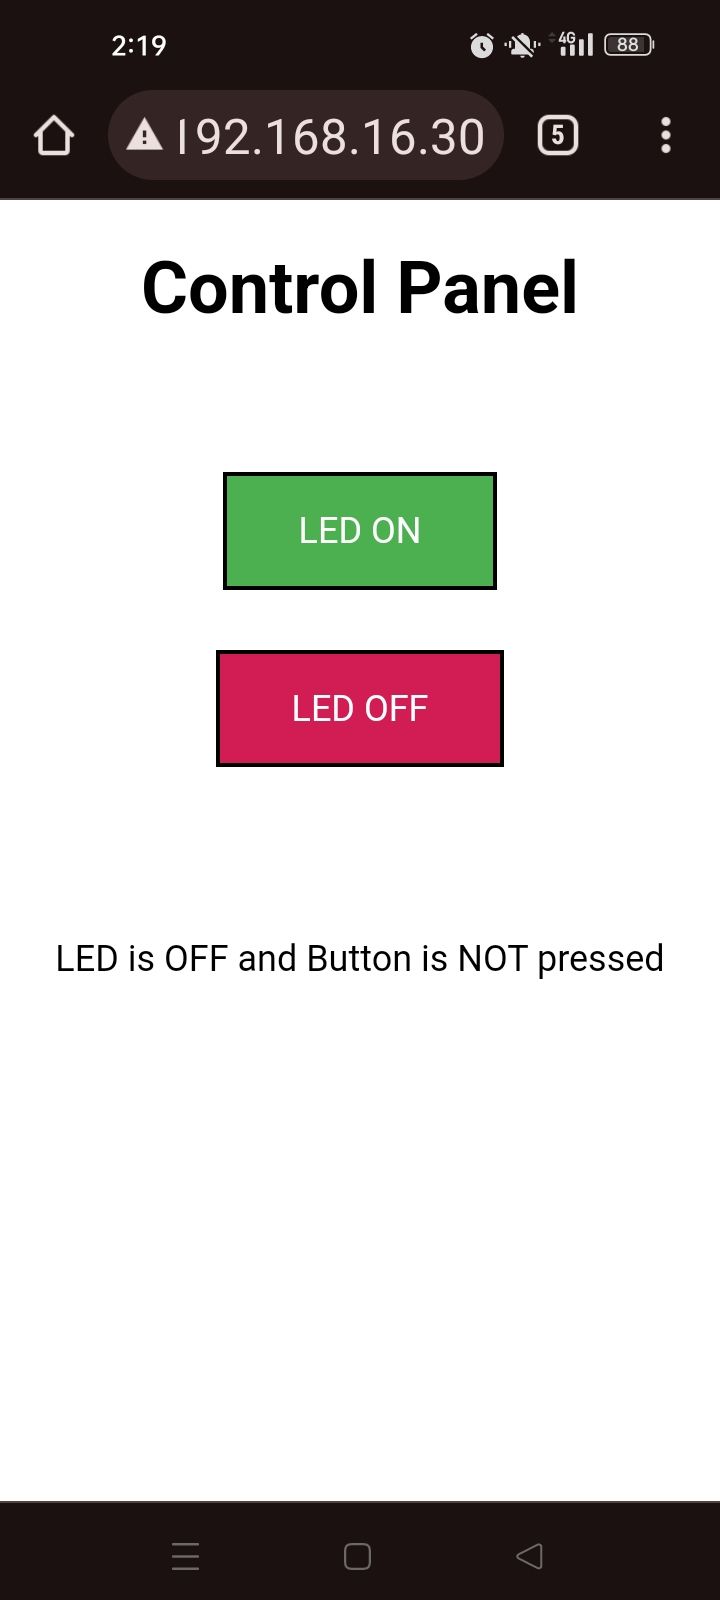 2:19
4G
88
192.168.16.30
5
Control Panel
LED ON
LED OFF
LED is OFF and Button is NOT pressed